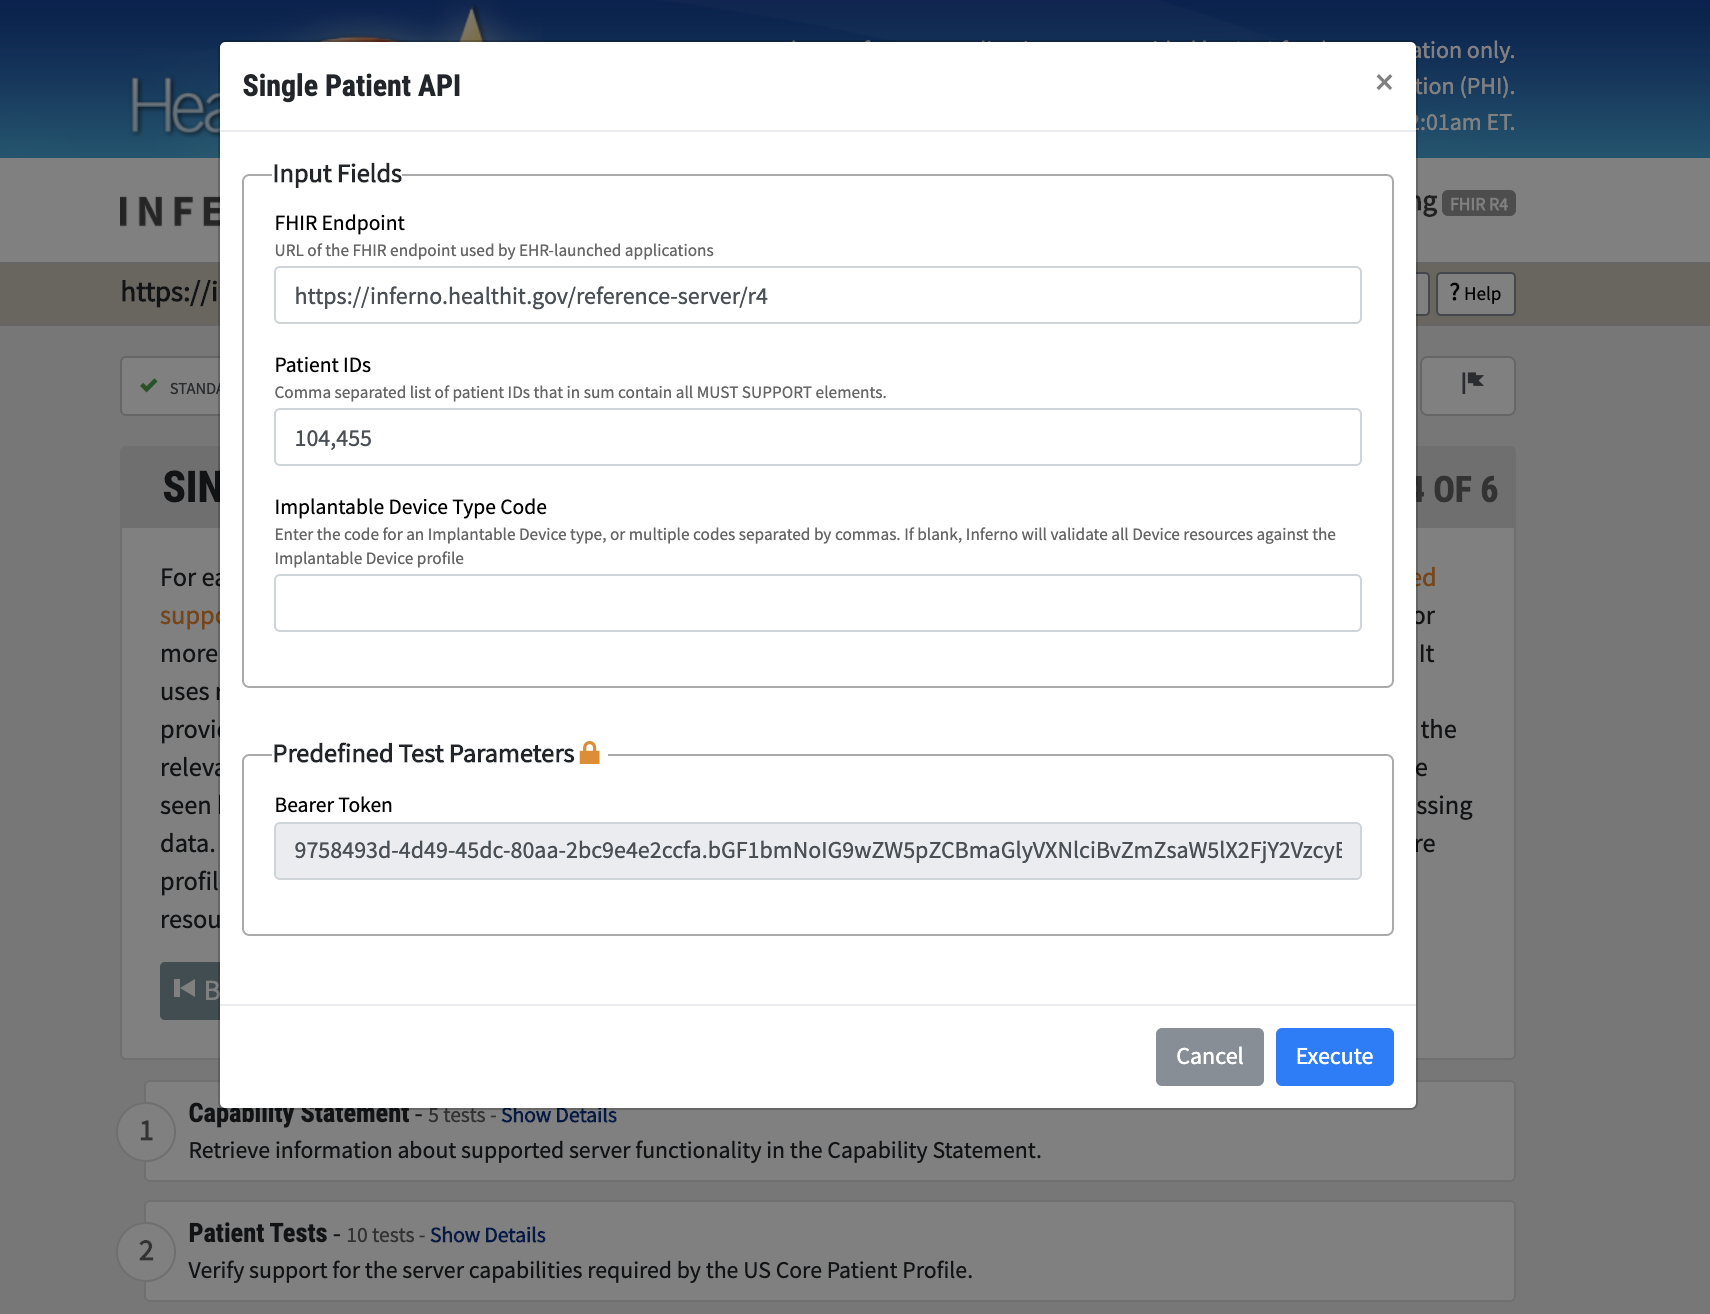 Hea
ation only.
tion (PHI).
2:01am ET.
Single Patient API
×
INFE
FHIR R4
https://i
? Help
STANDA
SIN
4 OF 6
Input Fields
FHIR Endpoint
URL of the FHIR endpoint used by EHR-launched applications
https://inferno.healthit.gov/reference-server/r4
Patient IDs
Comma separated list of patient IDs that in sum contain all MUST SUPPORT elements.
104,455
Implantable Device Type Code
Enter the code for an Implantable Device type, or multiple codes separated by commas. If blank, Inferno will validate all Device resources against the
Implantable Device profile
Predefined Test Parameters
Bearer Token
9758493d-4d49-45dc-80aa-2bc9e4e2ccfa.bGF1bmNoIG9wZW5pZCBmaGlyVXNlciBvZmZsaW5lX2FjY2VzcyB
Cancel
Execute
For ea
ed
suppo
or
more
It
uses
provi
the
releva
e
seen
ssing
data.
re
profil
resou
B
1
Capability Statement - 5 tests - Show Details
Retrieve information about supported server functionality in the Capability Statement.
2
Patient Tests - 10 tests - Show Details
Verify support for the server capabilities required by the US Core Patient Profile.